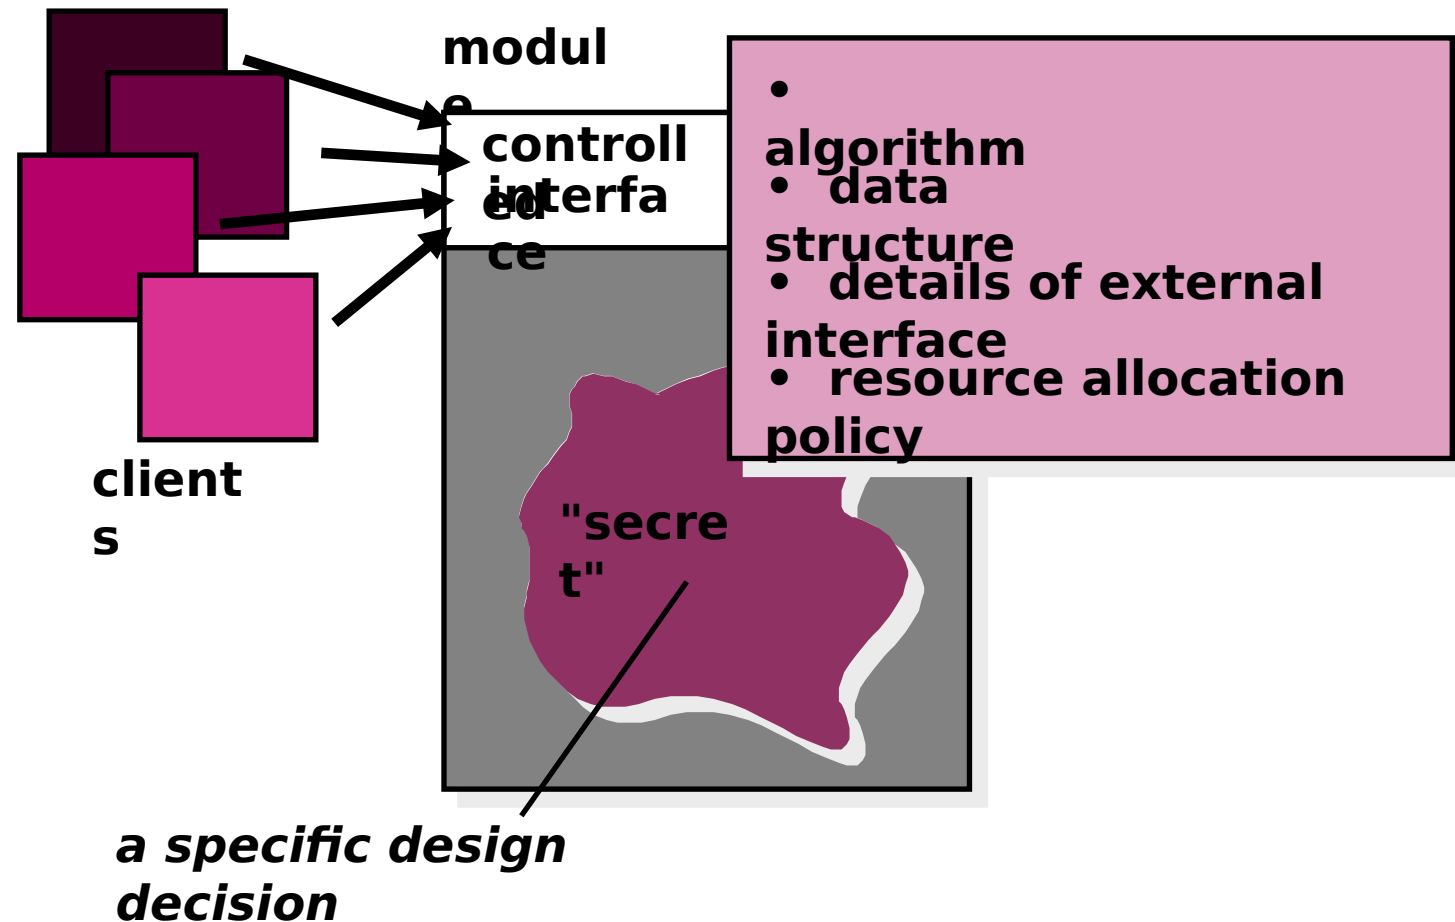 modul
e
controll
ed
interfa
ce
•
algorithm
• data
structure
• details of external
interface
• resource allocation
policy
client
s
"secre
t"
a specific design
decision